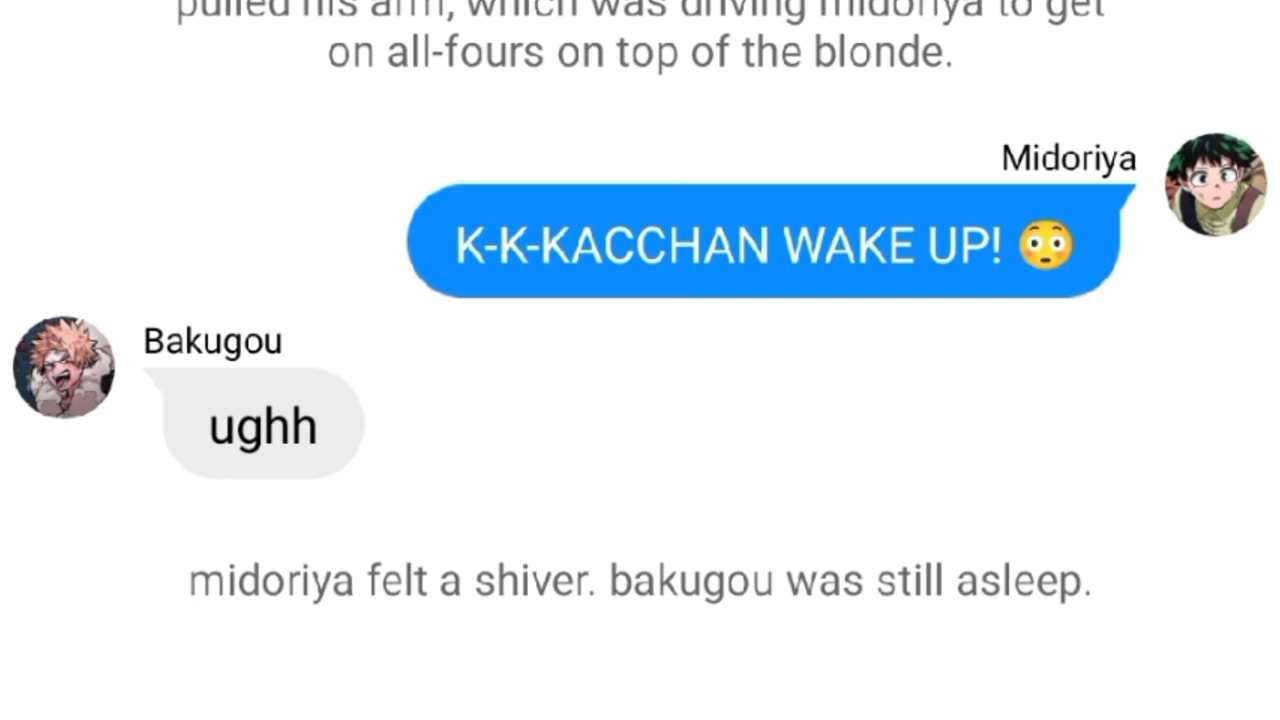 pulled his arm, which was driving midoriya to get
on all-fours on top of the blonde.
Midoriya
K-K-KACCHAN WAKE UP! 😳
Bakugou
ughh
midoriya felt a shiver. bakugou was still asleep.